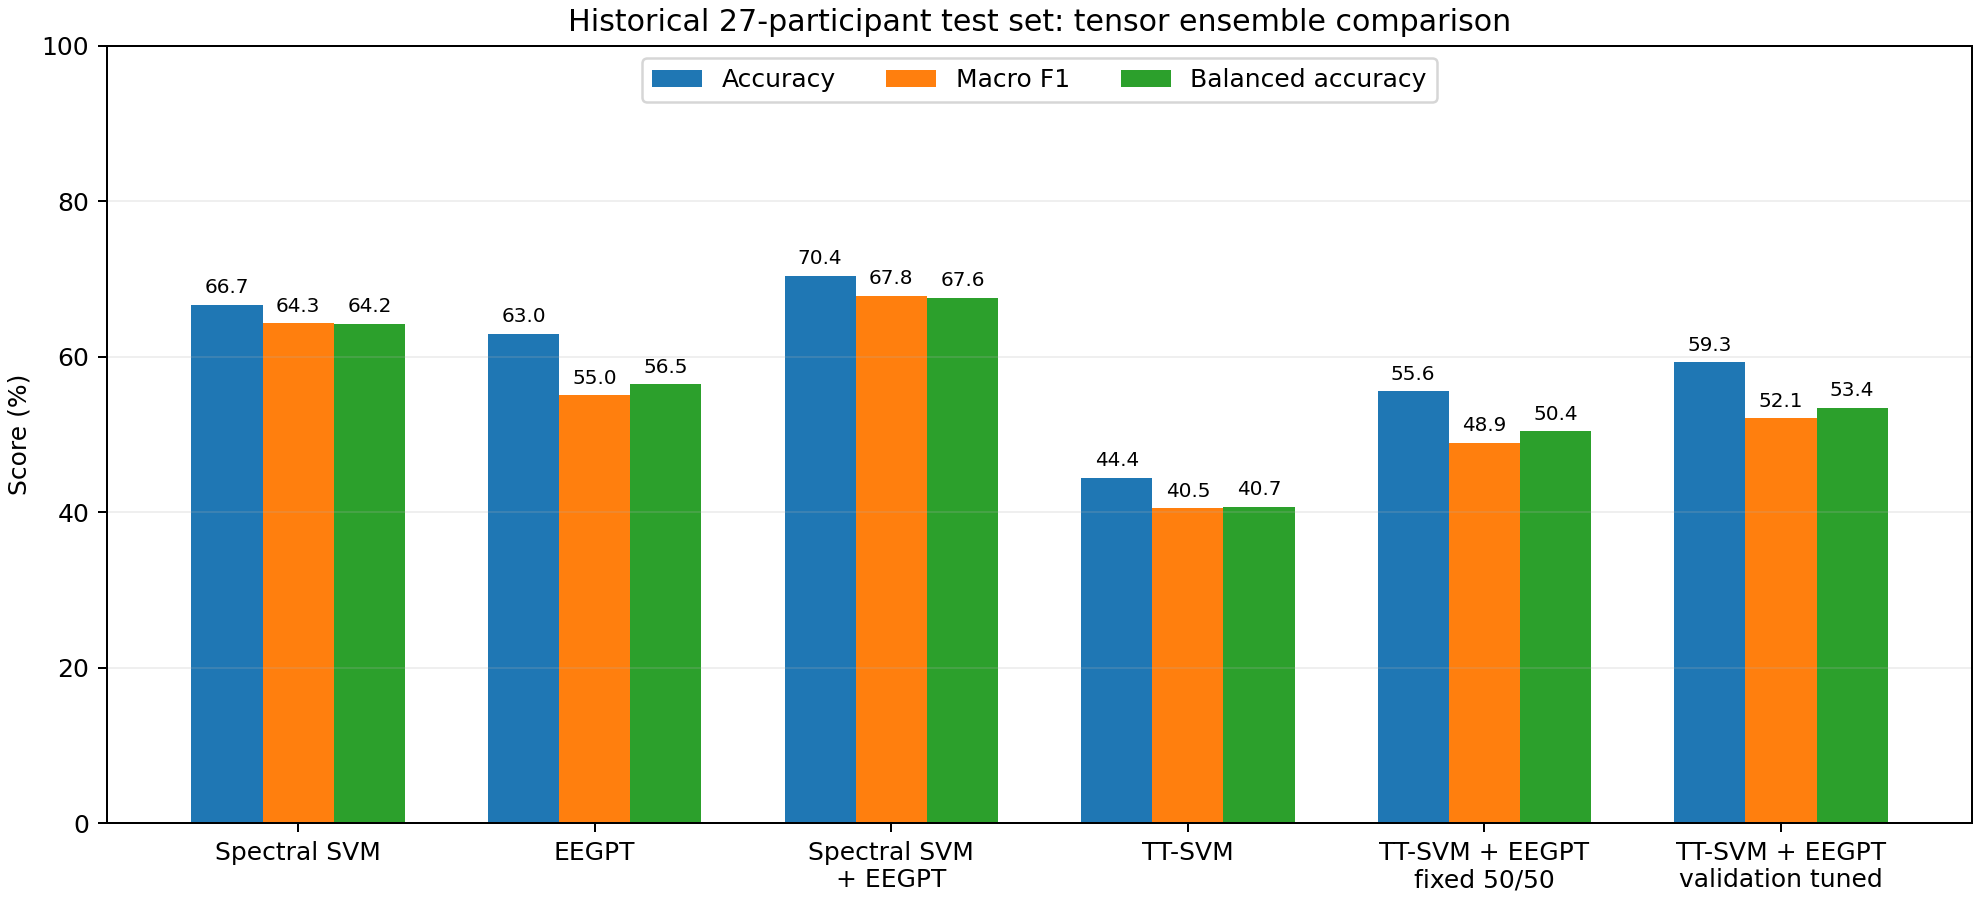 Historical 27-participant test set: tensor ensemble comparison
Accuracy
Macro F1
Balanced accuracy
Score (%)
100
80
60
40
20
0
66.7
64.3
64.2
63.0
55.0
56.5
70.4
67.8
67.6
44.4
40.5
40.7
55.6
48.9
50.4
59.3
52.1
53.4
Spectral SVM
EEGPT
Spectral SVM
+ EEGPT
TT-SVM
TT-SVM + EEGPT
fixed 50/50
TT-SVM + EEGPT
validation tuned